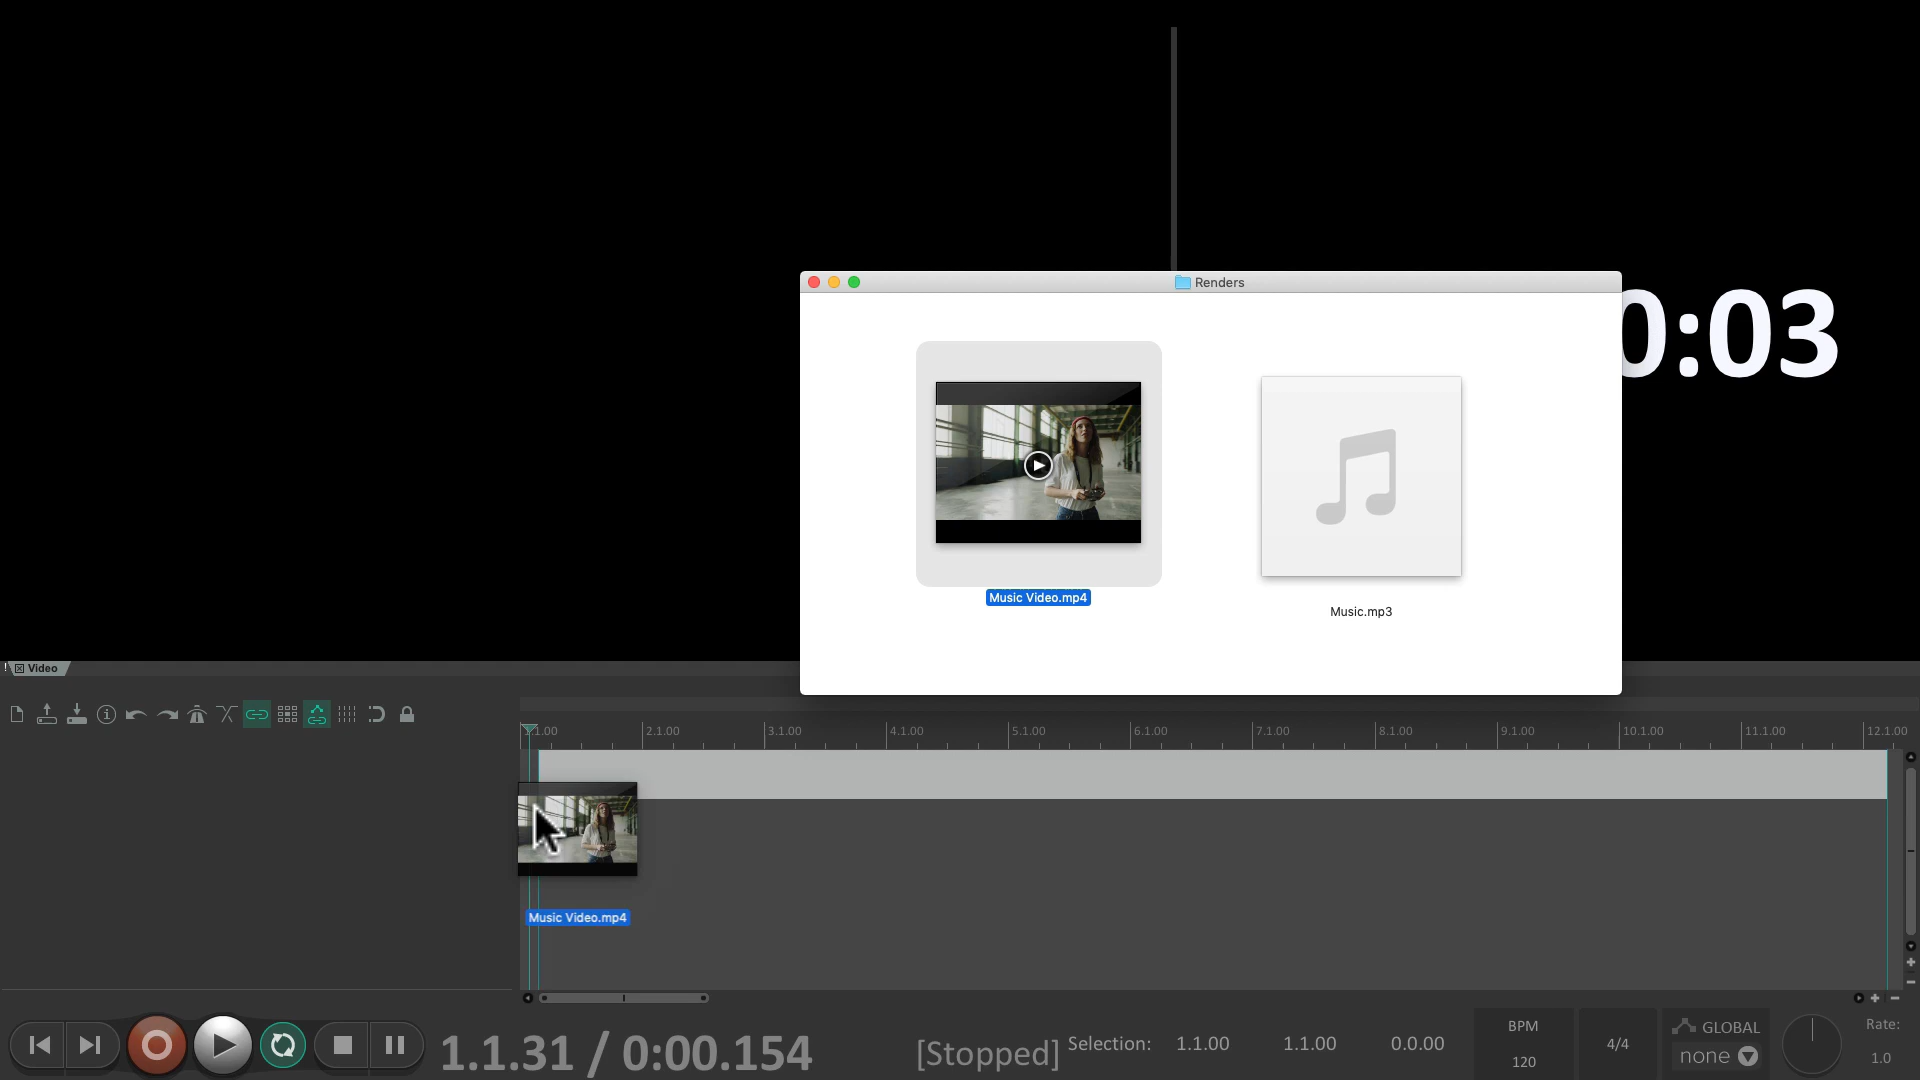 Renders
0:03
Music Video.mp4
Music.mp3
! Video
1.1.00
2.1.00
3.1.00
4.1.00
5.1.00
6.1.00
7.1.00
8.1.00
9.1.00
10.1.00
11.1.00
12.1.00
Music Video.mp4
1.1.31 / 0:00.154
[Stopped]
Selection:
1.1.00
1.1.00
0.0.00
BPM
120
4/4
GLOBAL
none
Rate:
1.0